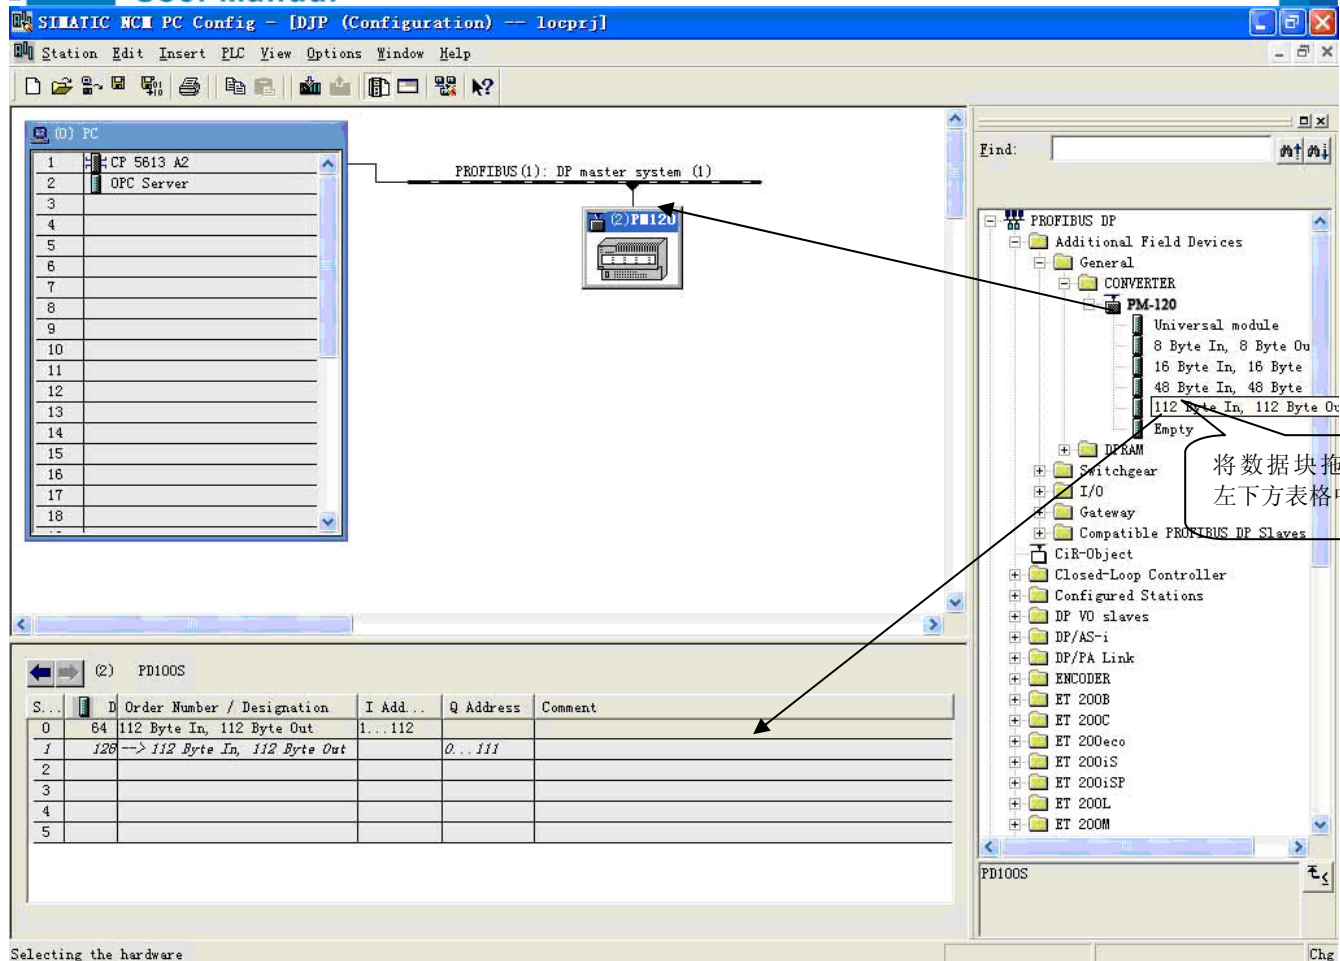 User Manual
SIMATIC NCM PC Config - [DJP (Configuration) -- locprj]
Station Edit Insert PLC View Options Window Help
(0) PC
1 CP 5613 A2
2 OPC Server
3
4
5
6
7
8
9
10
11
12
13
14
15
16
17
18
PROFIBUS(1): DP master system (1)
(2)PM120
Find:
PROFIBUS DP
Additional Field Devices
General
CONVERTER
PM-120
Universal module
8 Byte In, 8 Byte Ou
16 Byte In, 16 Byte
48 Byte In, 48 Byte
112 Byte In, 112 Byte Ou
Empty
DPRAM
Switchgear
I/O
Gateway
Compatible PROFIBUS DP Slaves
CiR-Object
Closed-Loop Controller
Configured Stations
DP V0 slaves
DP/AS-i
DP/PA Link
ENCODER
ET 200B
ET 200C
ET 200eco
ET 200iS
ET 200iSP
ET 200L
ET 200M
将数据块拖
左下方表格中
(2) PD100S
S... D Order Number / Designation I Add... Q Address Comment
0 64 112 Byte In, 112 Byte Out 1...112
1 128 --> 112 Byte In, 112 Byte Out 0...111
2
3
4
5
PD100S
Selecting the hardware
Chg